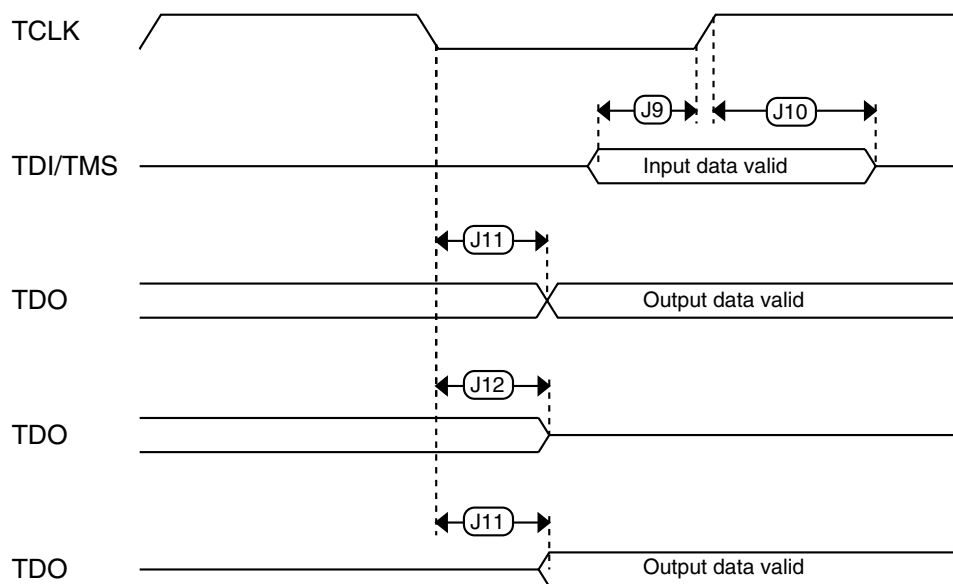 TCLK
J9
J10
TDI/TMS
Input data valid
J11
TDO
Output data valid
J12
TDO
J11
TDO
Output data valid